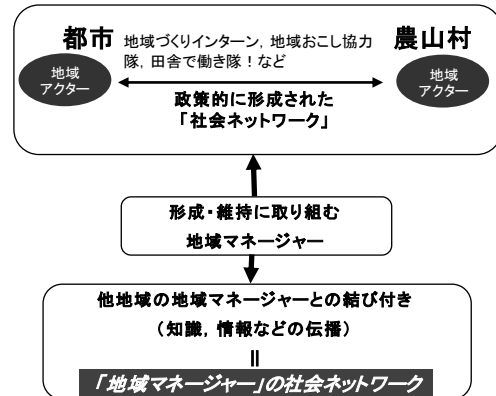 都市
農山村
地域づくりインターン，地域おこし協力
隊，田舎で働き隊！など
地域
アクター
地域
アクター
政策的に形成された
「社会ネットワーク」
形成・維持に取り組む
地域マネージャー
他地域の地域マネージャーとの結び付き
（知識，情報などの伝播）
＝
「地域マネージャー」の社会ネットワーク